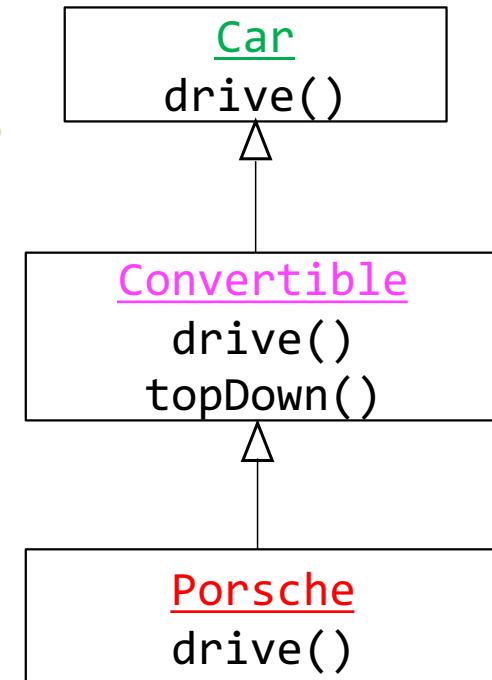 Car
drive()
Convertible
drive()
topDown()
Porsche
drive()